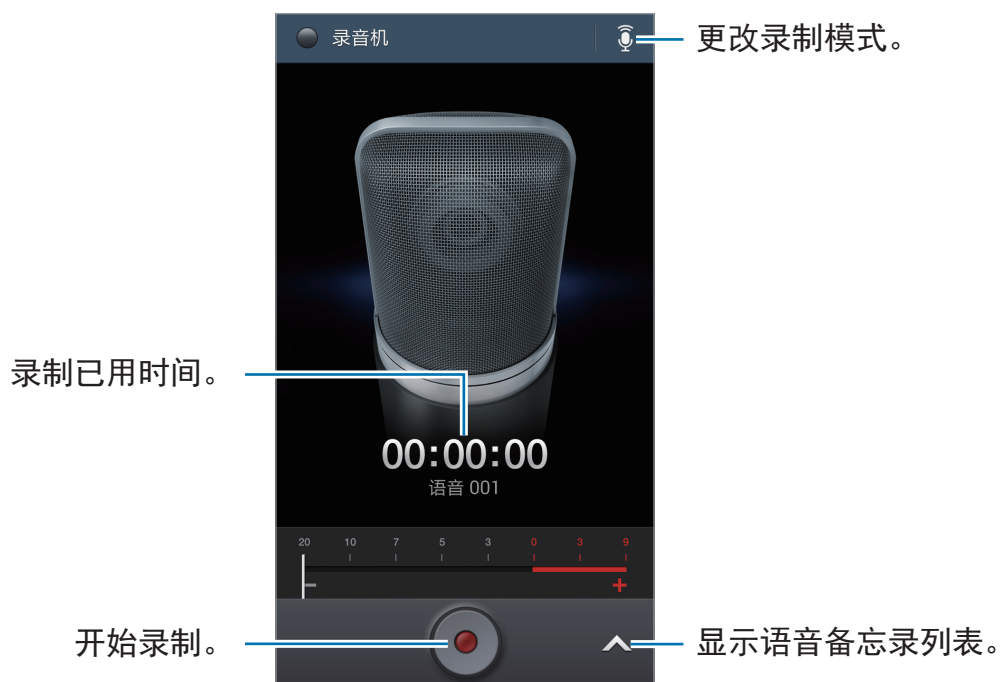 录音机
更改录制模式。
录制已用时间。
00:00:00
语音 001
20 10 7 5 3 0 3 9
− +
开始录制。
显示语音备忘录列表。